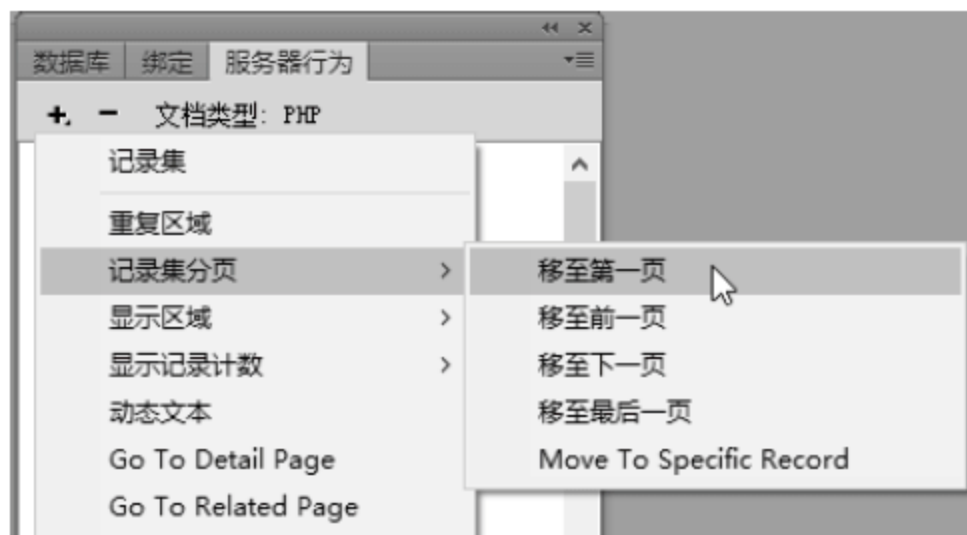 数据库 绑定 服务器行为
文档类型: PHP
记录集
重复区域
记录集分页
移至第一页
显示区域
移至前一页
显示记录计数
移至下一页
动态文本
移至最后一页
Go To Detail Page
Move To Specific Record
Go To Related Page